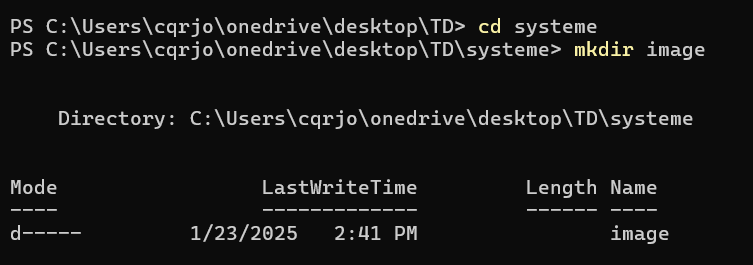 PS C:\Users\cqrjo\onedrive\desktop\TD> cd systeme
PS C:\Users\cqrjo\onedrive\desktop\TD\systeme> mkdir image
Directory: C:\Users\cqrjo\onedrive\desktop\TD\systeme
Mode                 LastWriteTime         Length Name
----                 -------------         ------ ----
d-----         1/23/2025   2:41 PM                image